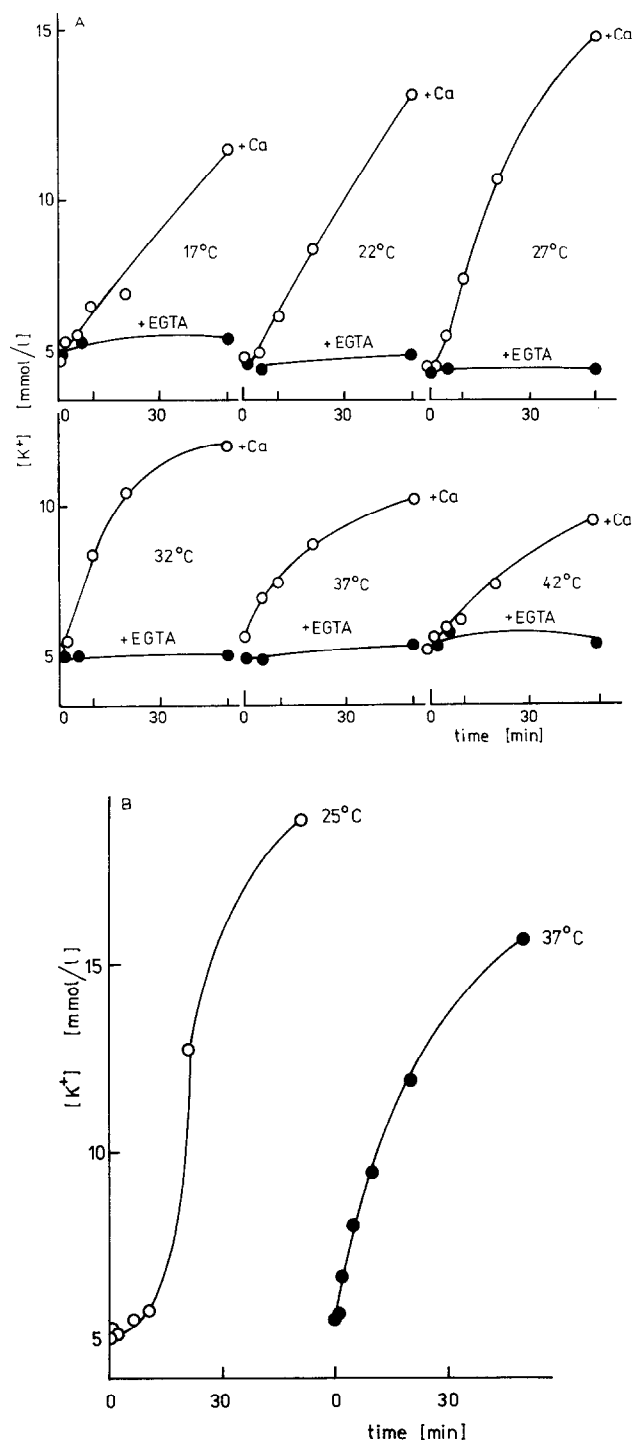 A
15
10
5
[mmol/l]
[K+]
+Ca
17°C
+EGTA
0 30
+Ca
22°C
+EGTA
0 30
+Ca
27°C
+EGTA
0 30
10
5
+Ca
32°C
+EGTA
0 30
+Ca
37°C
+EGTA
0 30
+Ca
42°C
+EGTA
0 30
time [min]
B
15
10
5
[K+] [mmol/l]
25°C
37°C
0 30
0 30
time [min]